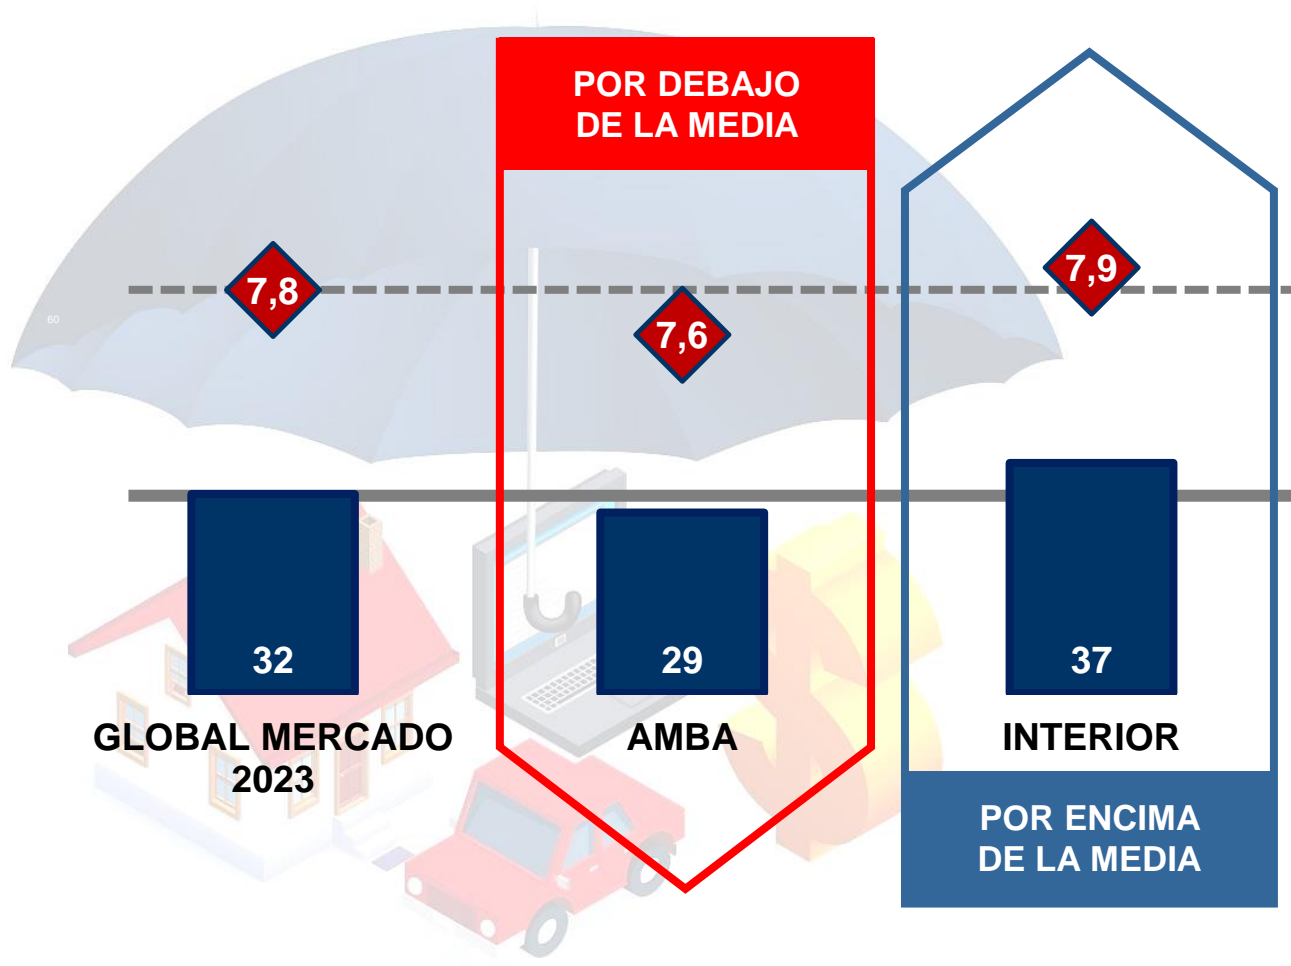 POR DEBAJO
DE LA MEDIA
7,8
7,6
7,9
60
32
29
37
GLOBAL MERCADO
2023
AMBA
INTERIOR
POR ENCIMA
DE LA MEDIA